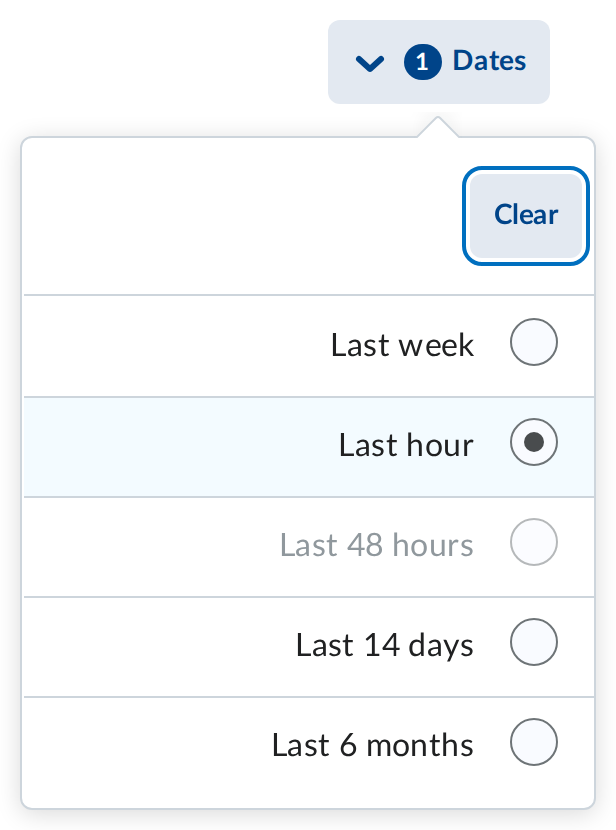 1 Dates
Clear
Last week
Last hour
Last 48 hours
Last 14 days
Last 6 months